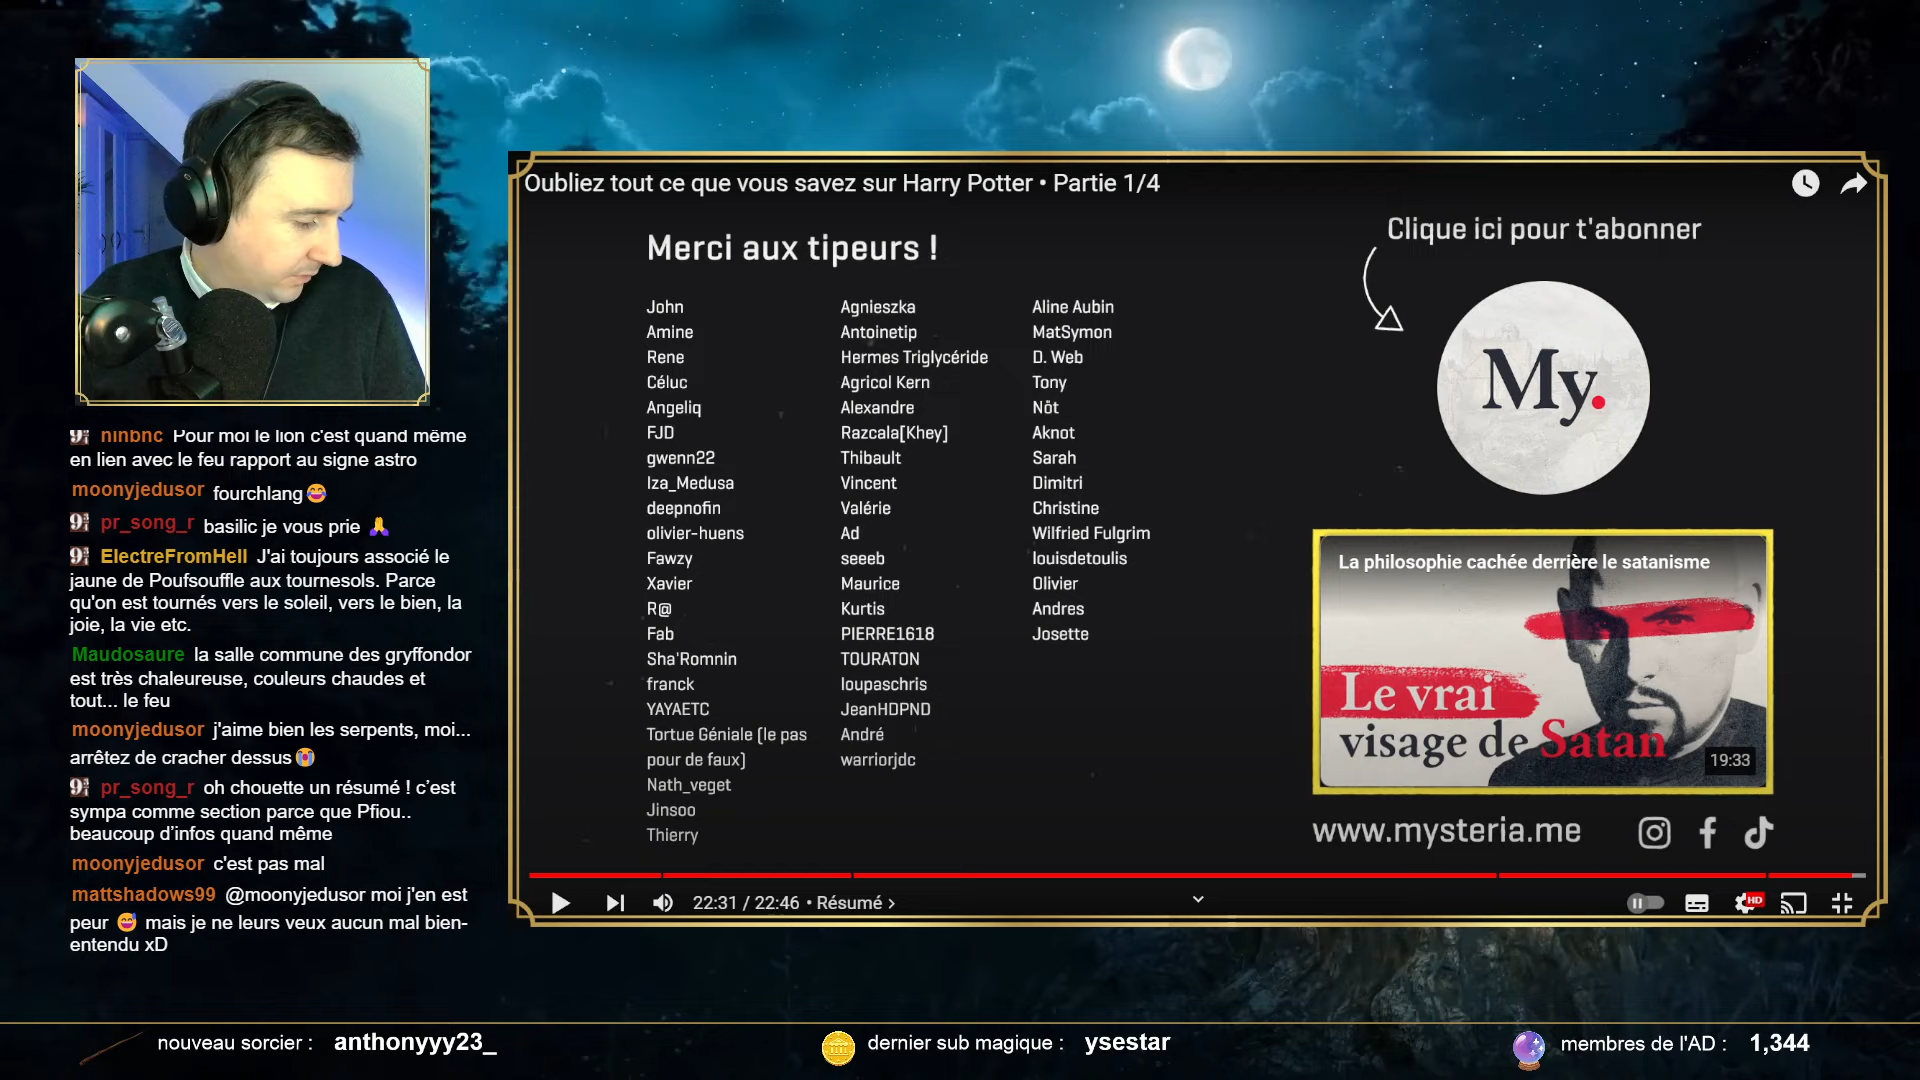 Oubliez tout ce que vous savez sur Harry Potter • Partie 1/4
Merci aux tipeurs !
John
Amine
Rene
Céluc
Angeliq
FJD
gwenn22
Iza_Medusa
deepnofin
olivier-huens
Fawzy
Xavier
R@
Fab
Sha'Romnin
franck
YAYAETC
Tortue Géniale (le pas
pour de faux)
Nath_veget
Jinsoo
Thierry
Agnieszka
Antoinetip
Hermes Triglycéride
Agricol Kern
Alexandre
Razcala[Khey]
Thibault
Vincent
Valérie
Ad
seeeb
Maurice
Kurtis
PIERRE1618
TOURATON
loupaschris
JeanHDPND
André
warriorjdc
Aline Aubin
MatSymon
D. Web
Tony
Nöt
Aknot
Sarah
Dimitri
Christine
Wilfried Fulgrim
louisdetoulis
Olivier
Andres
Josette
Clique ici pour t'abonner
My.
La philosophie cachée derrière le satanisme
Le vrai
visage de Satan
19:33
www.mysteria.me
22:31 / 22:46 • Résumé
HD
ninbnc Pour moi le lion c'est quand même
en lien avec le feu rapport au signe astro
moonyjedusor fourchlang😂
pr_song_r basilic je vous prie 🙏
ElectreFromHell J'ai toujours associé le
jaune de Poufsouffle aux tournesols. Parce
qu'on est tournés vers le soleil, vers le bien, la
joie, la vie etc.
Maudosaure la salle commune des gryffondor
est très chaleureuse, couleurs chaudes et
tout... le feu
moonyjedusor j'aime bien les serpents, moi...
arrêtez de cracher dessus😭
pr_song_r oh chouette un résumé ! c’est
sympa comme section parce que Pfiou..
beaucoup d’infos quand même
moonyjedusor c'est pas mal
mattshadows99 @moonyjedusor moi j'en est
peur 😅 mais je ne leurs veux aucun mal bien-
entendu xD
nouveau sorcier : anthonyyy23_
dernier sub magique : ysestar
membres de l'AD : 1,344